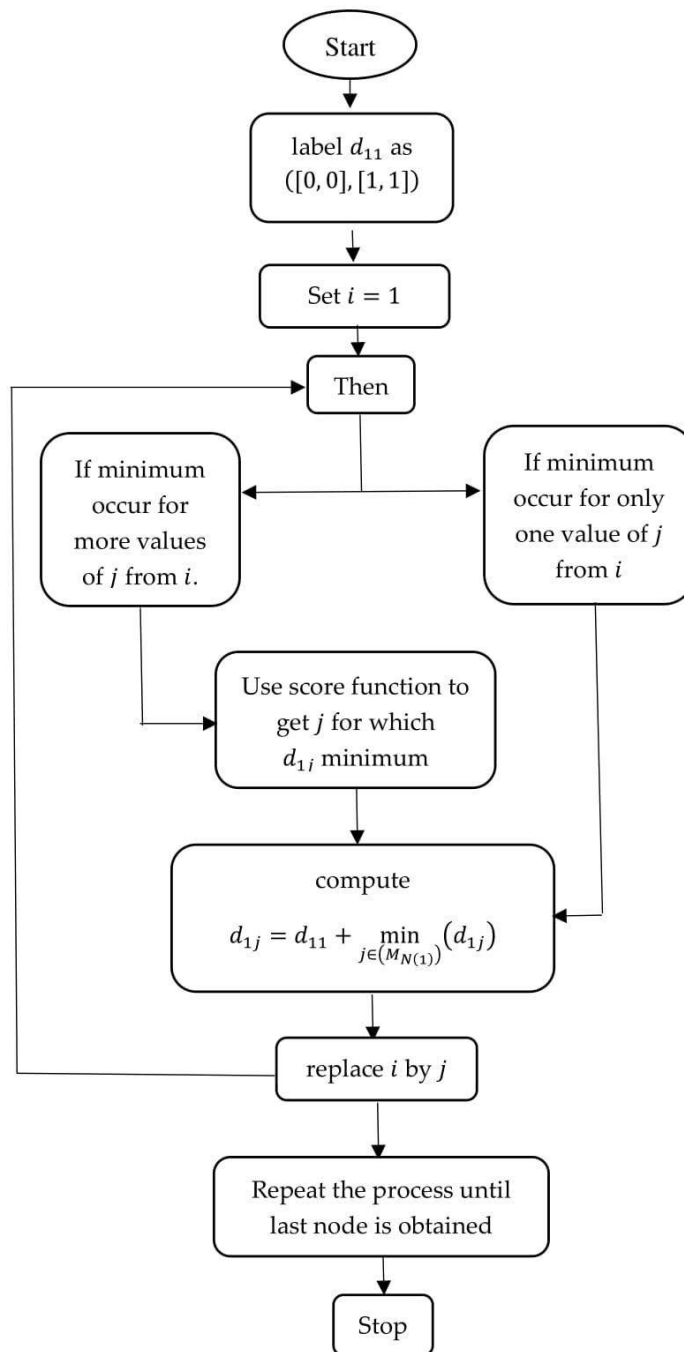 Start
label d₁₁ as
([0, 0], [1, 1])
Set i = 1
Then
If minimum
occur for
more values
of j from i.
If minimum
occur for only
one value of j
from i
Use score function to
get j for which
d₁ⱼ minimum
compute
d₁ⱼ = d₁₁ + min_{j∈(M_{N(1)})} (d₁ⱼ)
replace i by j
Repeat the process until
last node is obtained
Stop